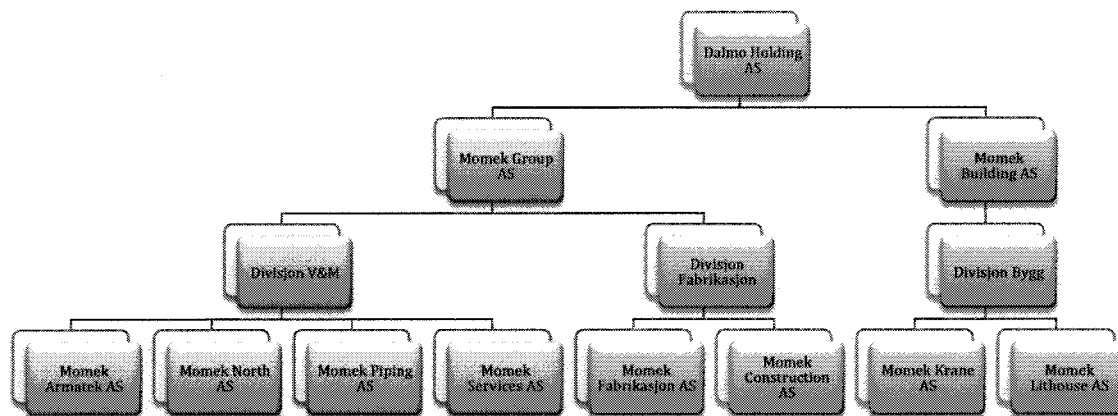 Dalmo Holding
AS
Momek Group
AS
Momek
Building AS
Divisjon V&M
Divisjon
Fabrikasjon
Divisjon Bygg
Momek
Armatek AS
Momek North
AS
Momek Piping
AS
Momek
Services AS
Momek
Fabrikasjon AS
Momek
Construction
AS
Momek Krane
AS
Momek
Lithouse AS